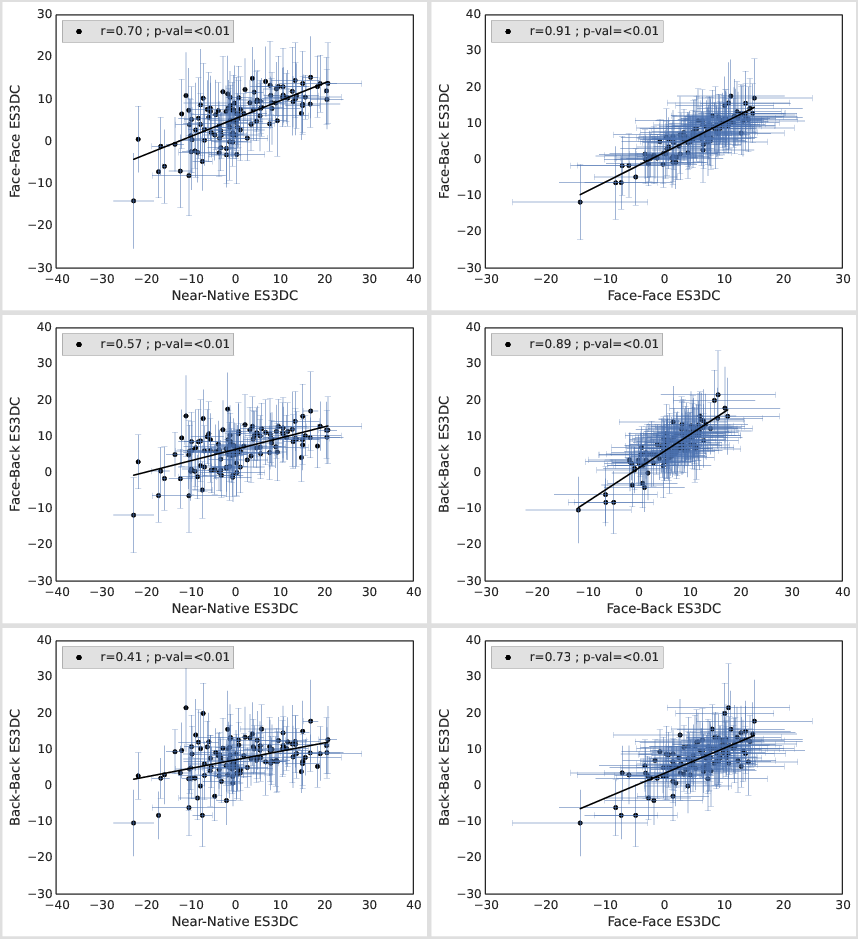 r=0.70 ; p-val=<0.01
30
20
10
0
−10
−20
−30
−40 −30 −20 −10 0 10 20 30 40
Near-Native ES3DC
Face-Face ES3DC
r=0.91 ; p-val=<0.01
40
30
20
10
0
−10
−20
−30
−30 −20 −10 0 10 20 30
Face-Face ES3DC
Face-Back ES3DC
r=0.57 ; p-val=<0.01
40
30
20
10
0
−10
−20
−30
−40 −30 −20 −10 0 10 20 30 40
Near-Native ES3DC
Face-Back ES3DC
r=0.89 ; p-val=<0.01
40
30
20
10
0
−10
−20
−30
−30 −20 −10 0 10 20 30 40
Face-Back ES3DC
Back-Back ES3DC
r=0.41 ; p-val=<0.01
40
30
20
10
0
−10
−20
−30
−40 −30 −20 −10 0 10 20 30 40
Near-Native ES3DC
Back-Back ES3DC
r=0.73 ; p-val=<0.01
40
30
20
10
0
−10
−20
−30
−30 −20 −10 0 10 20 30
Face-Face ES3DC
Back-Back ES3DC